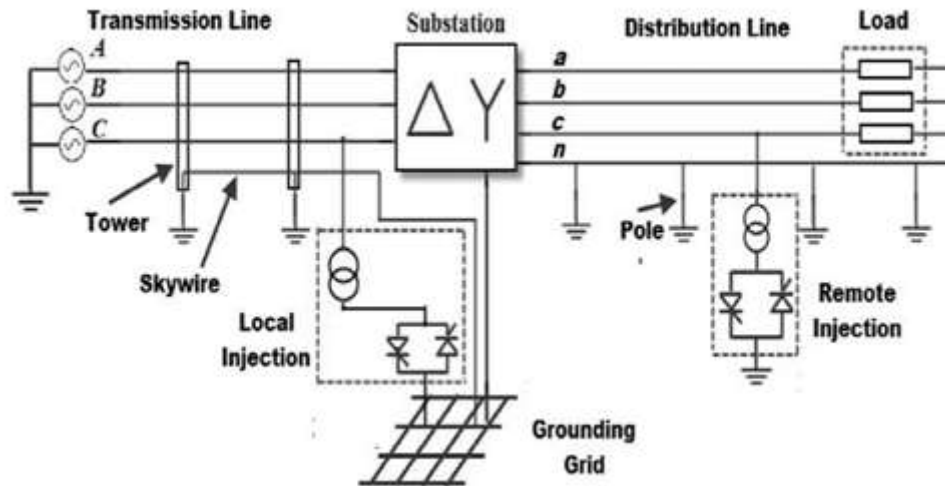 Transmission Line
Substation
Distribution Line
Load
A
B
C
a
b
c
n
Tower
Skywire
Pole
Local
Injection
Remote
Injection
Grounding
Grid